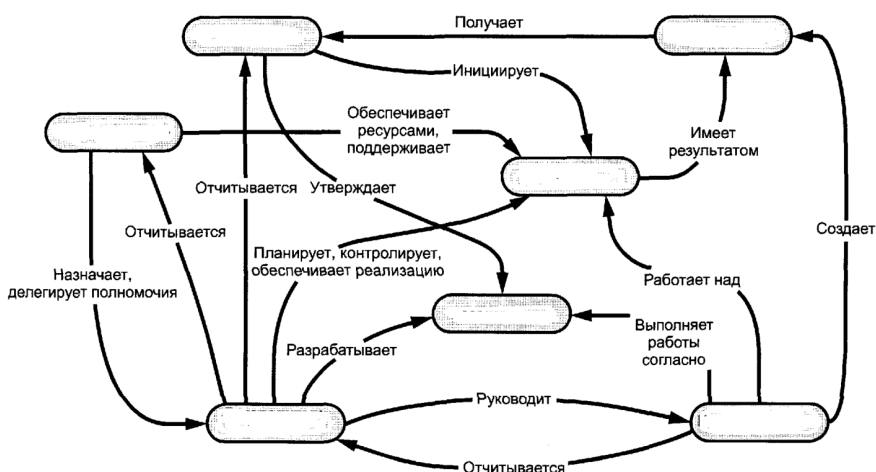 Получает
Инициирует
Обеспечивает
ресурсами,
поддерживает
Имеет
результатом
Отчитывается
Утверждает
Отчитывается
Создает
Планирует, контролирует,
обеспечивает реализацию
Назначает,
делегирует полномочия
Работает над
Разрабатывает
Выполняет
работы
согласно
Руководит
Отчитывается